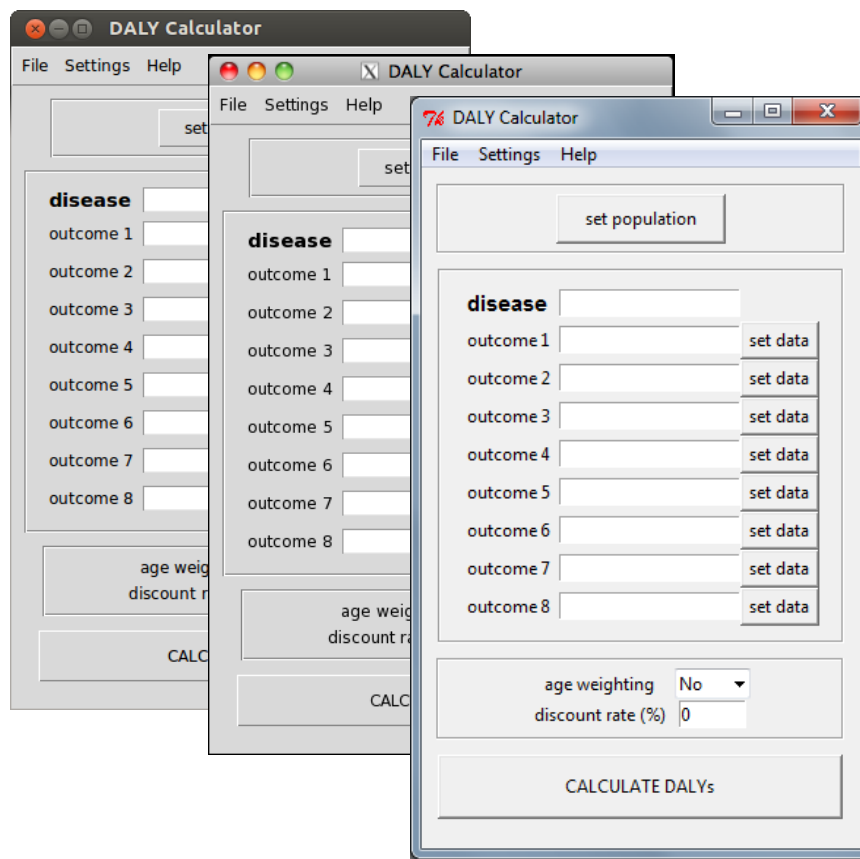 DALY Calculator
File Settings Help
set
disease
outcome 1
outcome 2
outcome 3
outcome 4
outcome 5
outcome 6
outcome 7
outcome 8
age weig
discount r
CALC
X DALY Calculator
File Settings Help
set
disease
outcome 1
outcome 2
outcome 3
outcome 4
outcome 5
outcome 6
outcome 7
outcome 8
age weig
discount ra
CALC
DALY Calculator
File Settings Help
set population
disease
outcome 1 set data
outcome 2 set data
outcome 3 set data
outcome 4 set data
outcome 5 set data
outcome 6 set data
outcome 7 set data
outcome 8 set data
age weighting No
discount rate (%) 0
CALCULATE DALYs